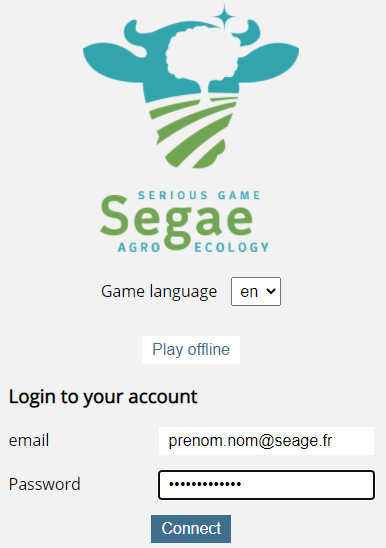 SERIOUS GAME
Segae
AGRO ECOLOGY
Game language en
Play offline
Login to your account
email prenom.nom@seage.fr
Password •••••••••••••
Connect